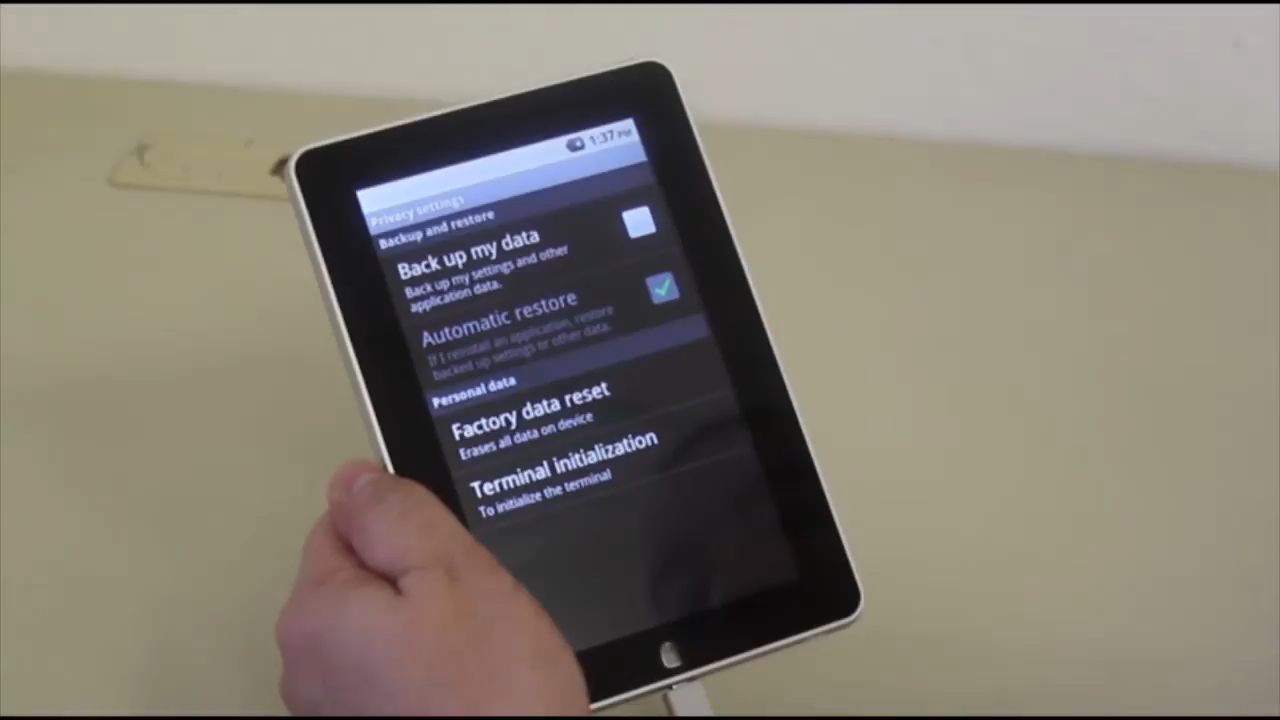 1:37 PM
Privacy settings
Backup and restore
Back up my data
Back up my settings and other
application data.
Automatic restore
If I reinstall an application, restore
backed up settings or other data.
Personal data
Factory data reset
Erases all data on device
Terminal initialization
To initialize the terminal